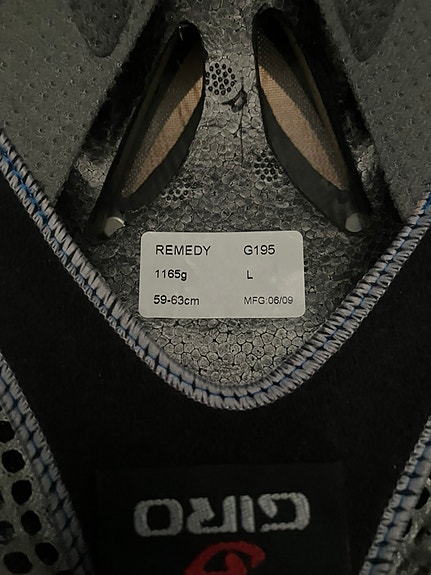 REMEDY G195
1165g L
59-63cm MFG:06/09
GIRO